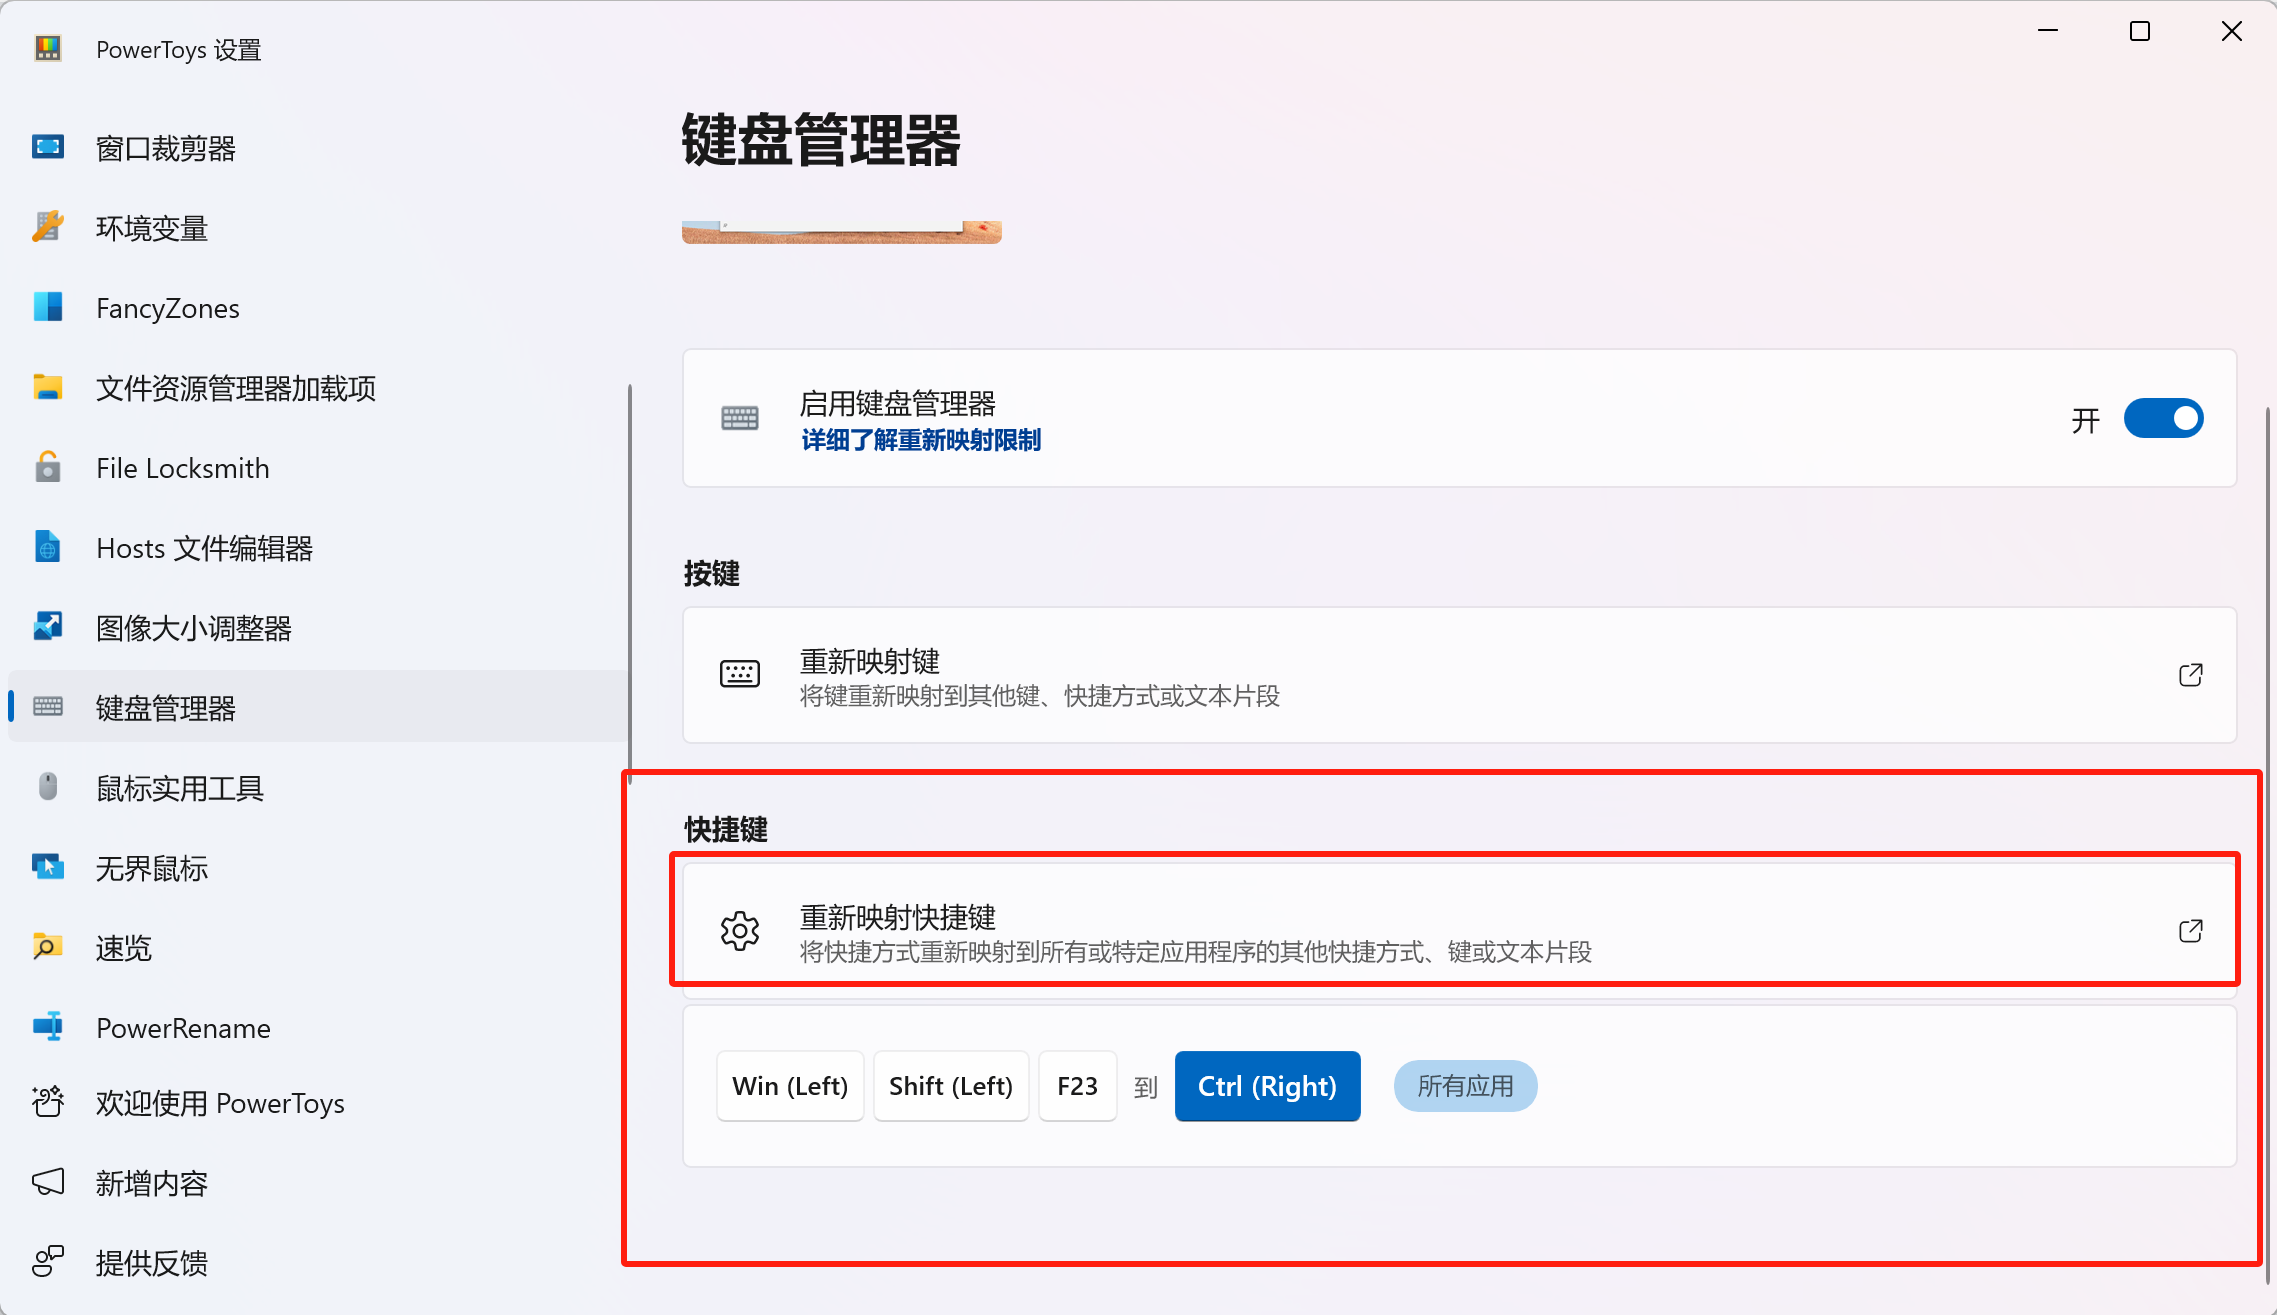 PowerToys 设置
窗口裁剪器
环境变量
FancyZones
文件资源管理器加载项
File Locksmith
Hosts 文件编辑器
图像大小调整器
键盘管理器
鼠标实用工具
无界鼠标
速览
PowerRename
欢迎使用 PowerToys
新增内容
提供反馈
键盘管理器
启用键盘管理器
详细了解重新映射限制
开
按键
重新映射键
将键重新映射到其他键、快捷方式或文本片段
快捷键
重新映射快捷键
将快捷方式重新映射到所有或特定应用程序的其他快捷方式、键或文本片段
Win (Left) Shift (Left) F23 到 Ctrl (Right) 所有应用